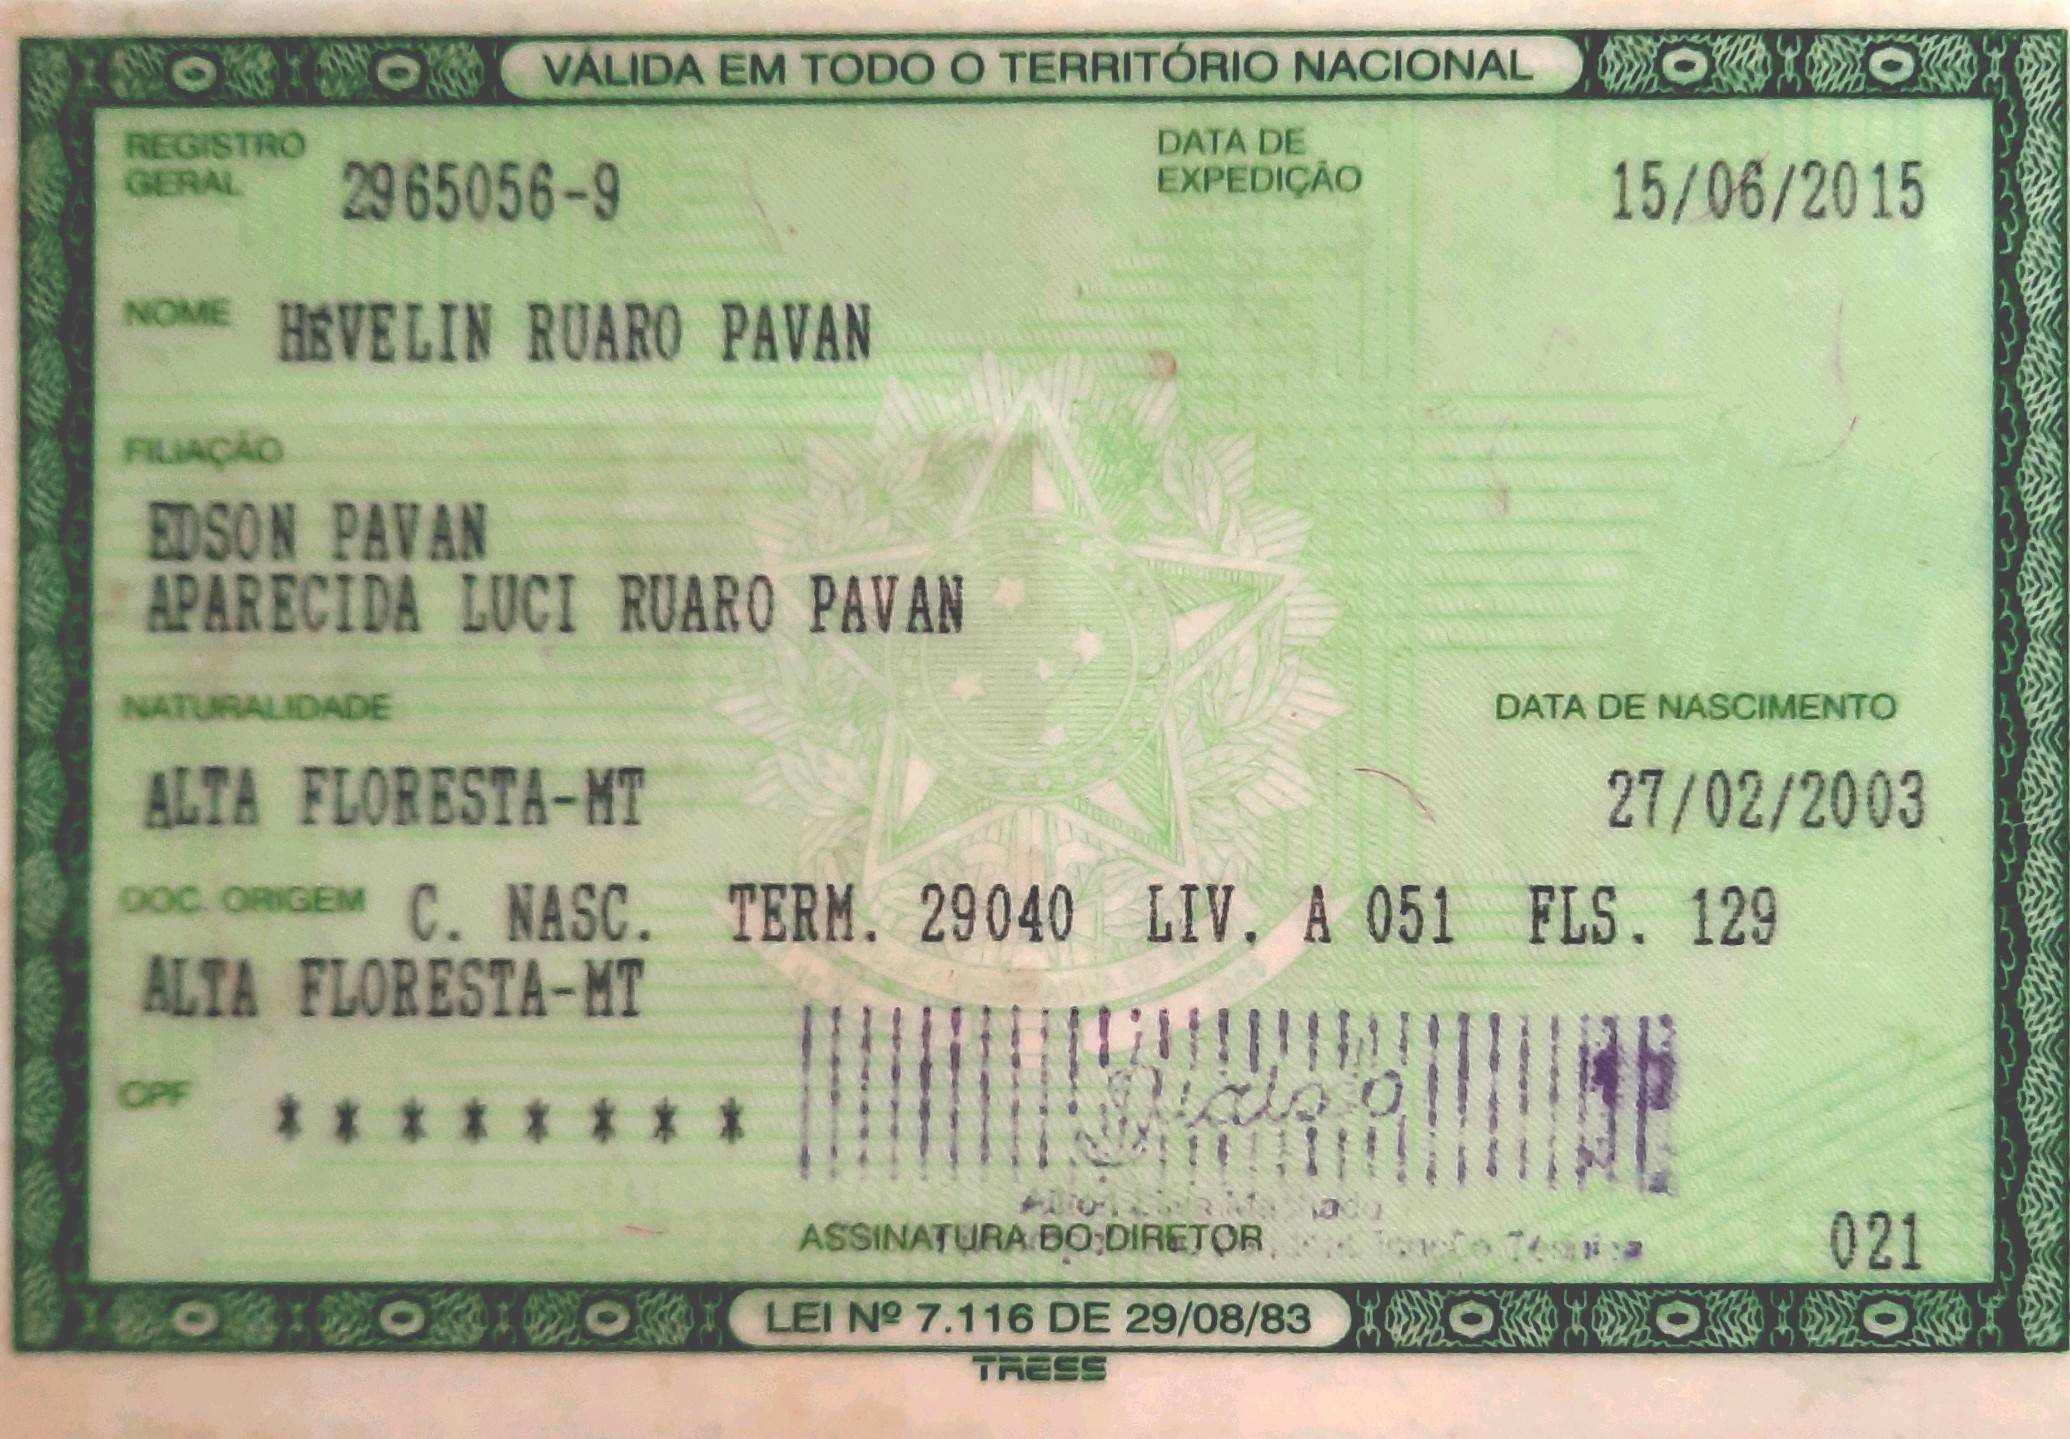 VÁLIDA EM TODO O TERRITÓRIO NACIONAL
REGISTRO GERAL 2965056-9 DATA DE EXPEDIÇÃO 15/06/2015
NOME HEVELIN RUARO PAVAN
FILIAÇÃO
EDSON PAVAN
APARECIDA LUCI RUARO PAVAN
NATURALIDADE DATA DE NASCIMENTO
ALTA FLORESTA-MT 27/02/2003
DOC. ORIGEM C. NASC. TERM. 29040 LIV. A 051 FLS. 129
ALTA FLORESTA-MT
CPF * * * * * * * *
ASSINATURA DO DIRETOR 021
LEI Nº 7.116 DE 29/08/83
TRESS